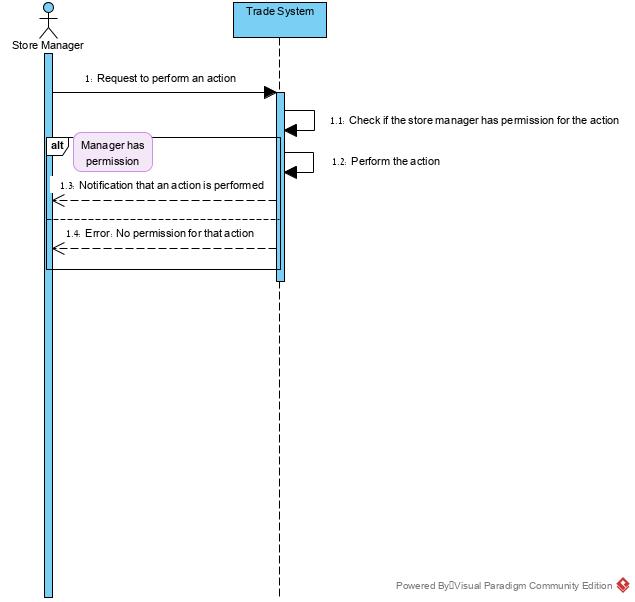 Trade System
Store Manager
1: Request to perform an action
1.1: Check if the store manager has permission for the action
alt
Manager has
permission
1.2: Perform the action
1.3: Notification that an action is performed
1.4: Error: No permission for that action
Powered By▯Visual Paradigm Community Edition